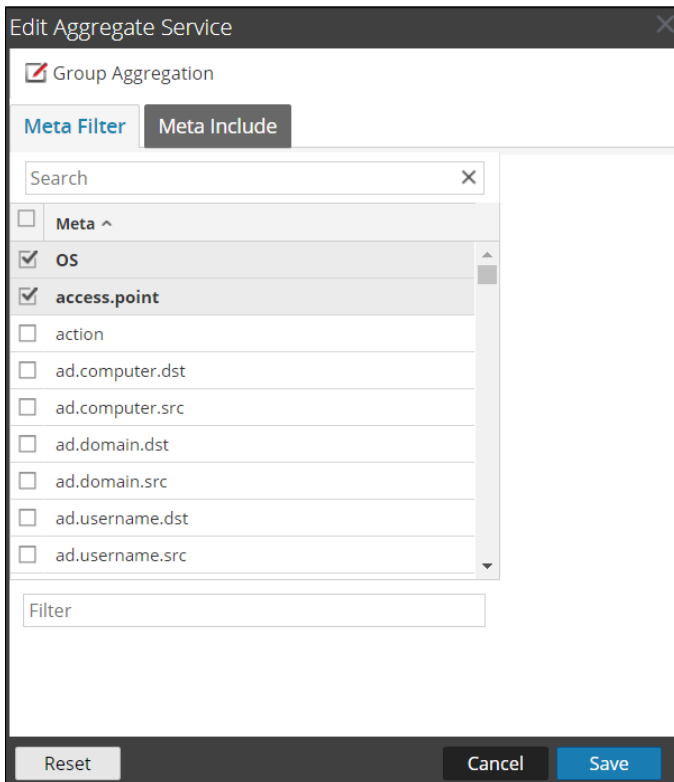 Edit Aggregate Service
Group Aggregation
Meta Filter Meta Include
Search
Meta
OS
access.point
action
ad.computer.dst
ad.computer.src
ad.domain.dst
ad.domain.src
ad.username.dst
ad.username.src
Filter
Reset Cancel Save